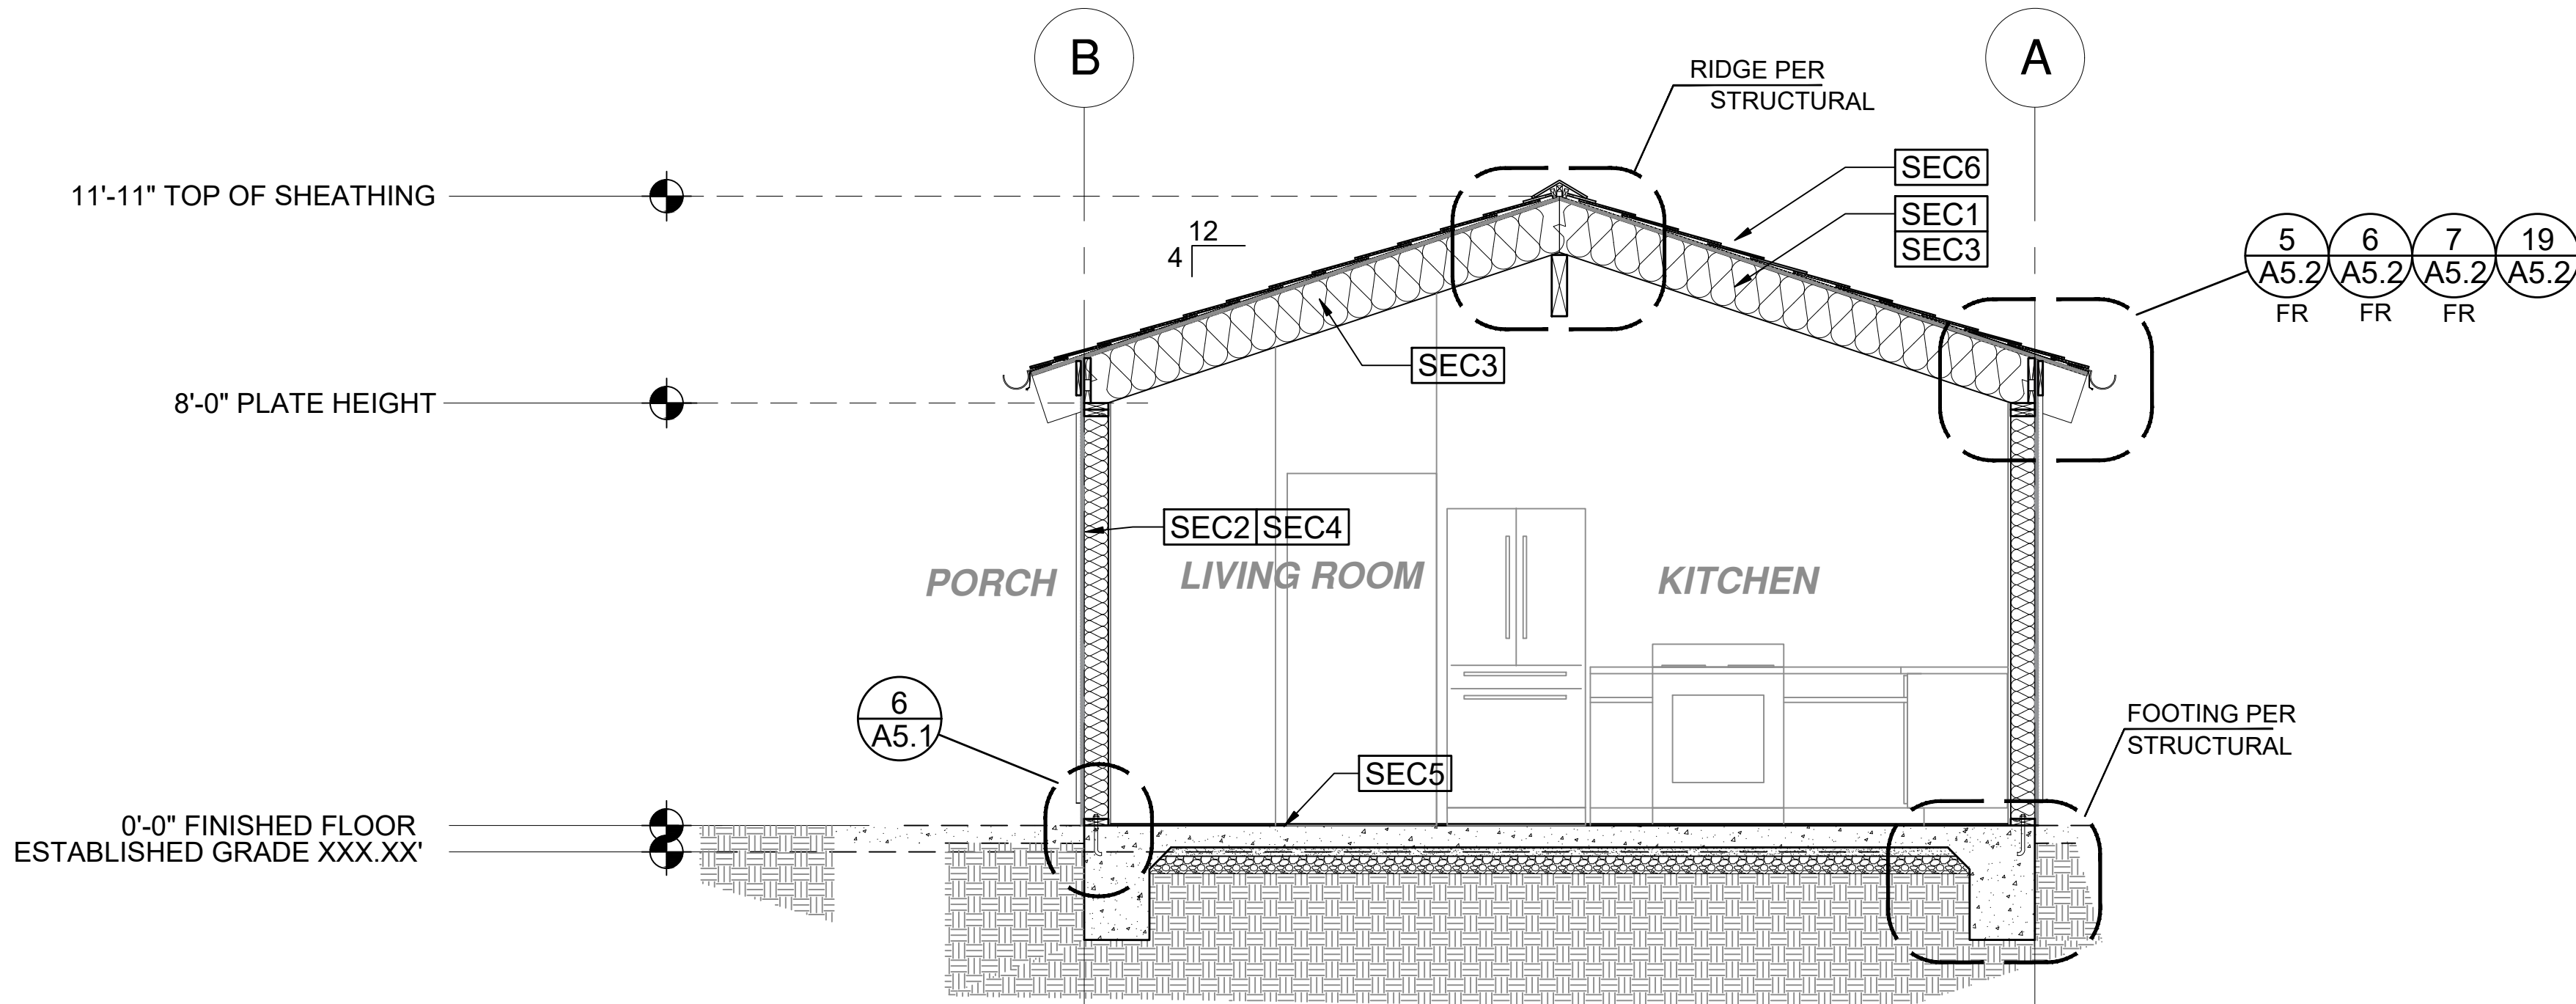 B
A
RIDGE PER
STRUCTURAL
SEC6
11'-11" TOP OF SHEATHING
SEC1
SEC3
12
4
5
A5.2
FR
6
A5.2
FR
7
A5.2
FR
19
A5.2
SEC3
8'-0" PLATE HEIGHT
SEC2 SEC4
PORCH
LIVING ROOM
KITCHEN
6
A5.1
FOOTING PER
STRUCTURAL
SEC5
0'-0" FINISHED FLOOR
ESTABLISHED GRADE XXX.XX'